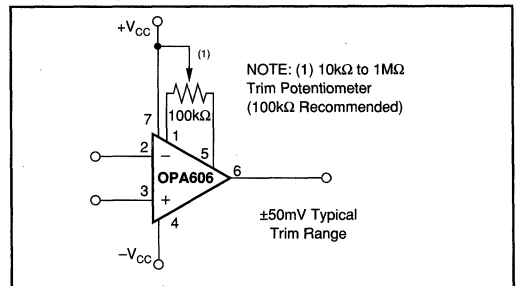 +VCC
(1)
NOTE: (1) 10kΩ to 1MΩ
Trim Potentiometer
(100kΩ Recommended)
100kΩ
7
1
2
−
5
OPA606
6
3
+
4
±50mV Typical
Trim Range
−VCC